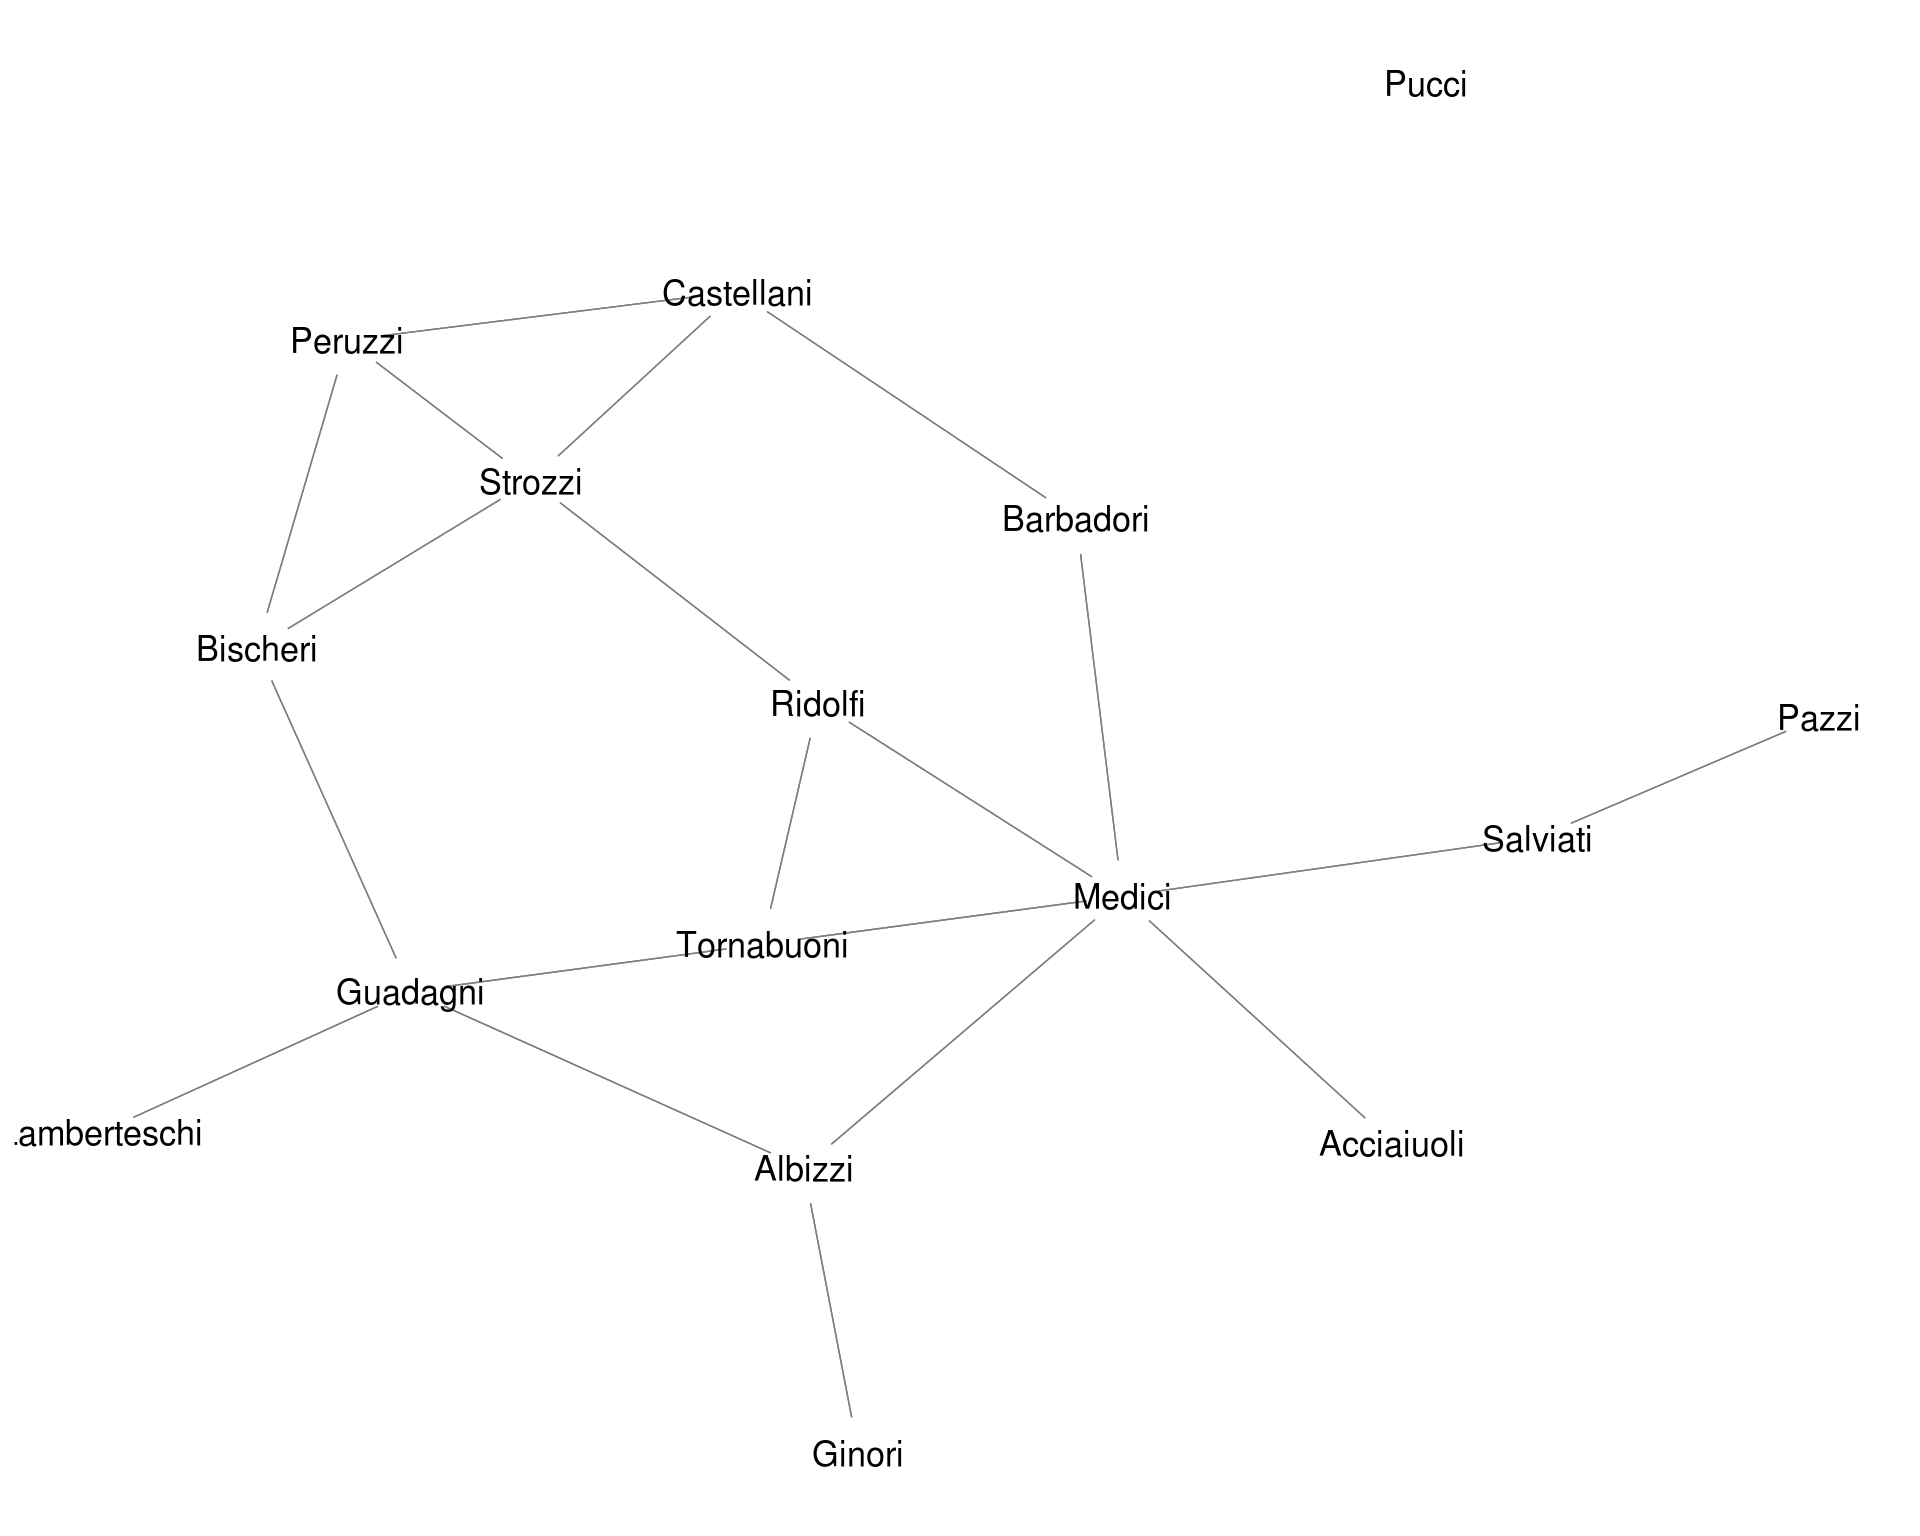 Pucci
Castellani
Peruzzi
Strozzi
Barbadori
Bischeri
Ridolfi
Pazzi
Salviati
Medici
Tornabuoni
Guadagni
amberteschi
Acciaiuoli
Albizzi
Ginori